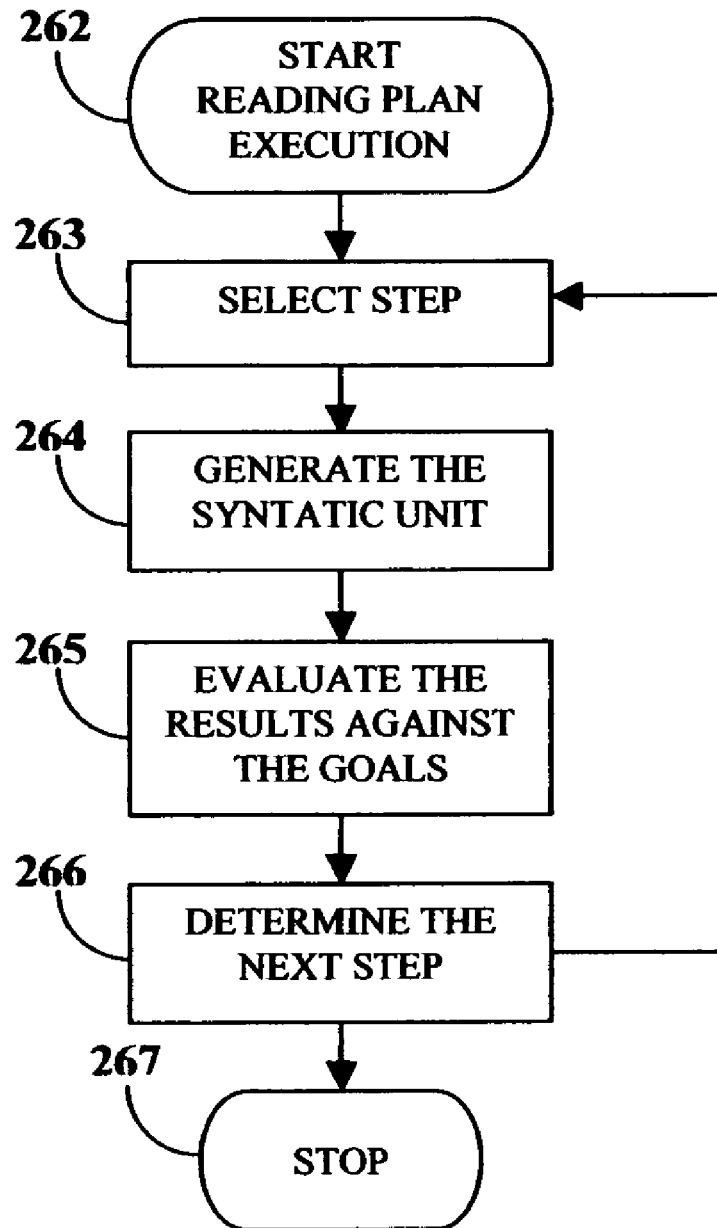 262
START
READING PLAN
EXECUTION
263
SELECT STEP
264
GENERATE THE
SYNTATIC UNIT
265
EVALUATE THE
RESULTS AGAINST
THE GOALS
266
DETERMINE THE
NEXT STEP
267
STOP